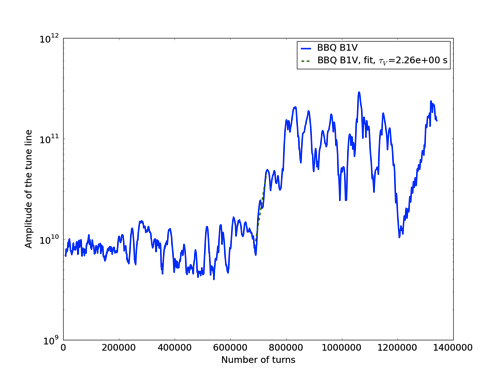 10^12
BBQ B1V
BBQ B1V, fit, τ_V=2.26e+00 s
10^11
Amplitude of the tune line
10^10
10^9
0 200000 400000 600000 800000 1000000 1200000 1400000
Number of turns